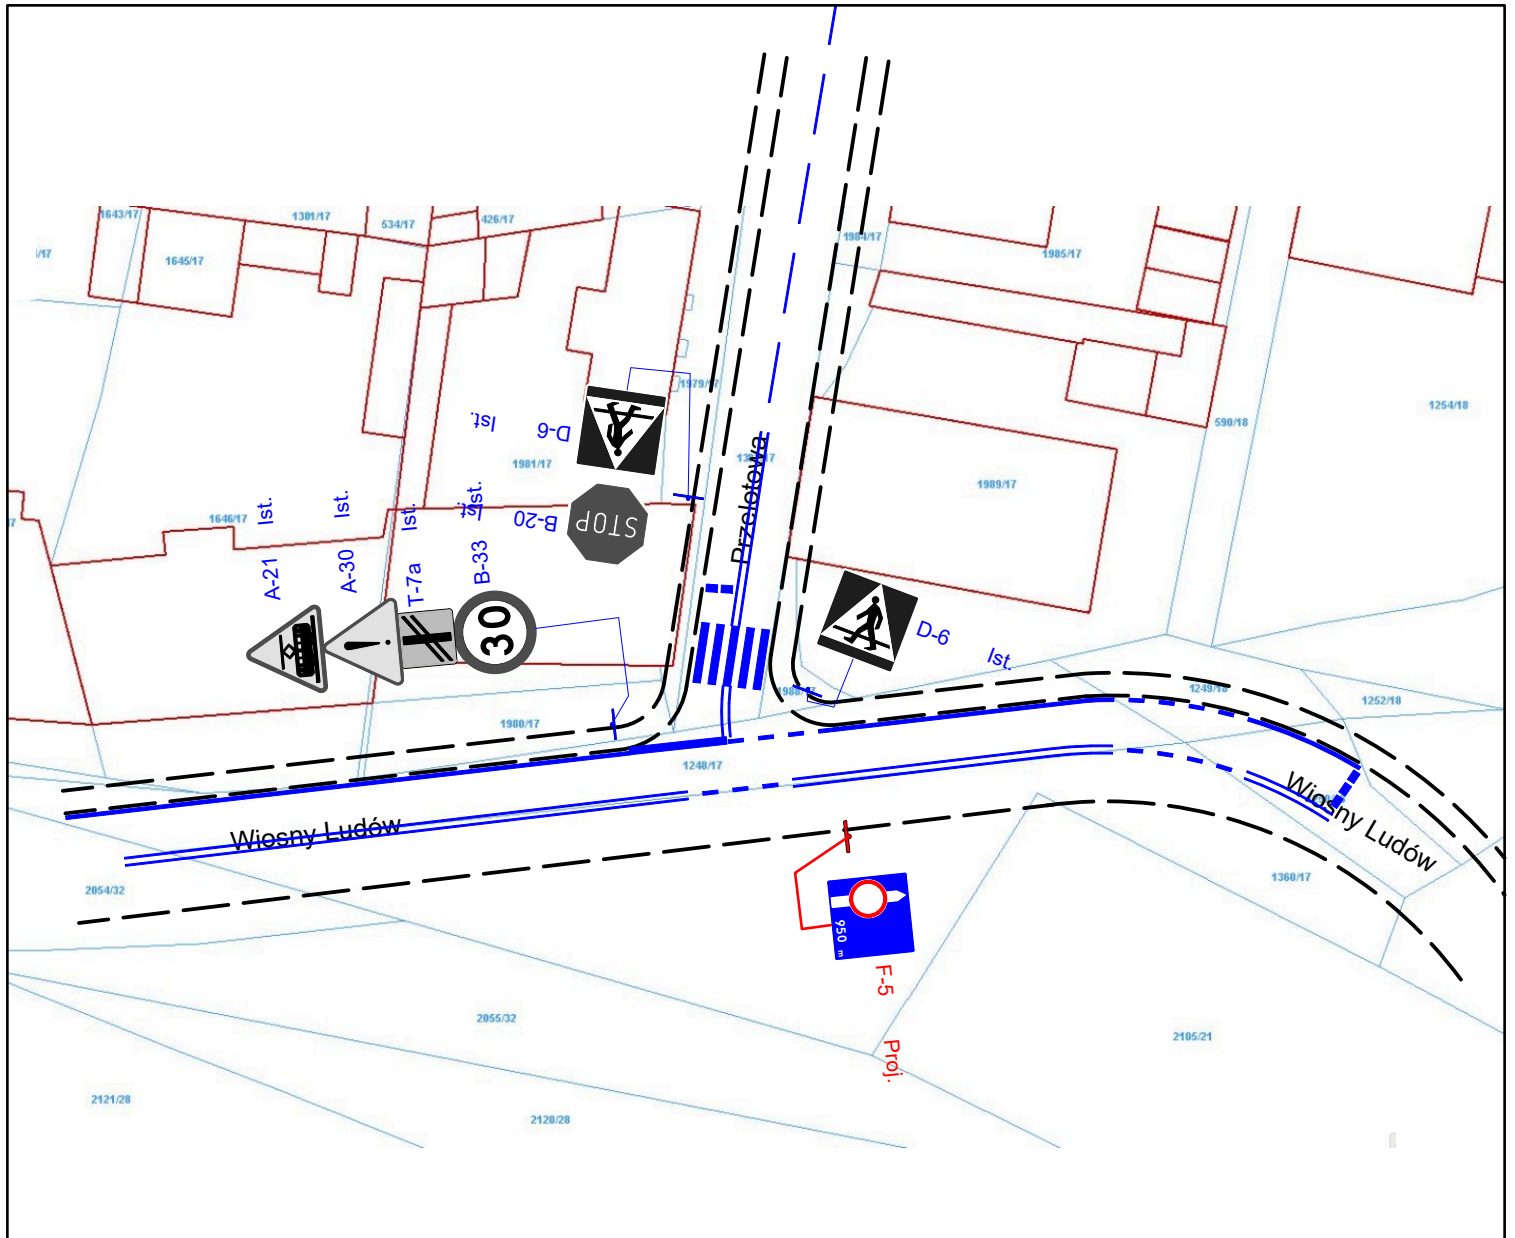 1643/17
1381/17
534/17
426/17
1984/17
1985/17
1645/17
1979/17
1254/18
590/18
Ist.
D-6
1981/17
1989/17
Przelotowa
1646/17
Ist.
Ist.
Ist.
Ist.
Ist.
B-20
STOP
A-21
A-30
T-7a
B-33
30
D-6
Ist.
1249/18
1252/18
1980/17
1248/17
Wiosny Ludów
Wiosny Ludów
2054/32
1360/17
950 m
F-5
Proj.
2055/32
2105/21
2121/28
2120/28